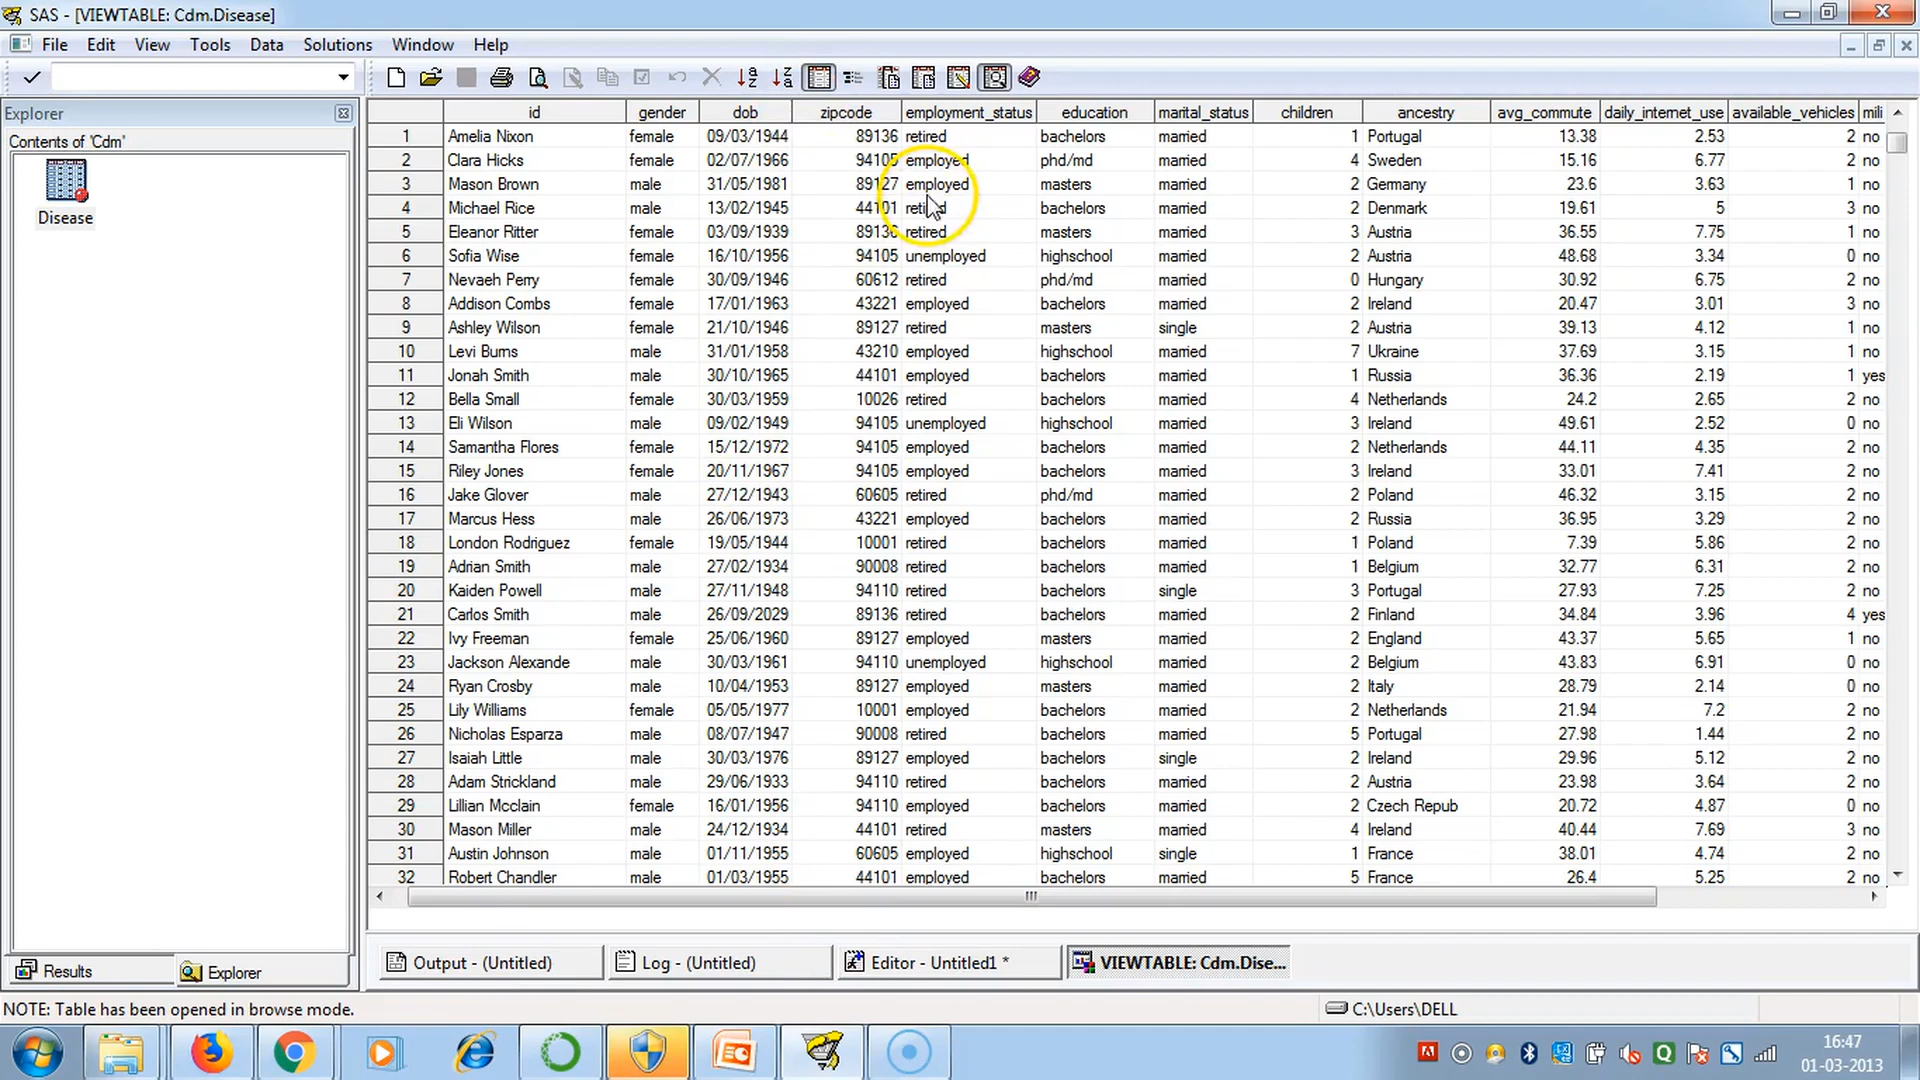 SAS - [VIEWTABLE: Cdm.Disease]
File Edit View Tools Data Solutions Window Help
Explorer
Contents of 'Cdm'
Disease
id gender dob zipcode employment_status education marital_status children ancestry avg_commute daily_internet_use available_vehicles mili
1 Amelia Nixon female 09/03/1944 89136 retired bachelors married 1 Portugal 13.38 2.53 2 no
2 Clara Hicks female 02/07/1966 94105 employed phd/md married 4 Sweden 15.16 6.77 2 no
3 Mason Brown male 31/05/1981 89127 employed masters married 2 Germany 23.6 3.63 1 no
4 Michael Rice male 13/02/1945 44101 retired bachelors married 2 Denmark 19.61 5 3 no
5 Eleanor Ritter female 03/09/1939 89136 retired masters married 3 Austria 36.55 7.75 1 no
6 Sofia Wise female 16/10/1956 94105 unemployed highschool married 2 Austria 48.68 3.34 0 no
7 Nevaeh Perry female 30/09/1946 60612 retired phd/md married 0 Hungary 30.92 6.75 2 no
8 Addison Combs female 17/01/1963 43221 employed bachelors married 2 Ireland 20.47 3.01 3 no
9 Ashley Wilson female 21/10/1946 89127 retired masters single 2 Austria 39.13 4.12 1 no
10 Levi Burns male 31/01/1958 43210 employed highschool married 7 Ukraine 37.69 3.15 1 no
11 Jonah Smith male 30/10/1965 44101 employed bachelors married 1 Russia 36.36 2.19 1 yes
12 Bella Small female 30/03/1959 10026 retired bachelors married 4 Netherlands 24.2 2.65 2 no
13 Eli Wilson male 09/02/1949 94105 unemployed highschool married 3 Ireland 49.61 2.52 0 no
14 Samantha Flores female 15/12/1972 94105 employed bachelors married 2 Netherlands 44.11 4.35 2 no
15 Riley Jones female 20/11/1967 94105 employed bachelors married 3 Ireland 33.01 7.41 2 no
16 Jake Glover male 27/12/1943 60605 retired phd/md married 2 Poland 46.32 3.15 2 no
17 Marcus Hess male 26/06/1973 43221 employed bachelors married 2 Russia 36.95 3.29 2 no
18 London Rodriguez female 19/05/1944 10001 retired bachelors married 1 Poland 7.39 5.86 2 no
19 Adrian Smith male 27/02/1934 90008 retired bachelors married 1 Belgium 32.77 6.31 2 no
20 Kaiden Powell male 27/11/1948 94110 retired bachelors single 3 Portugal 27.93 7.25 2 no
21 Carlos Smith male 26/09/2029 89136 retired bachelors married 2 Finland 34.84 3.96 4 yes
22 Ivy Freeman female 25/06/1960 89127 employed masters married 2 England 43.37 5.65 1 no
23 Jackson Alexande male 30/03/1961 94110 unemployed highschool married 2 Belgium 43.83 6.91 0 no
24 Ryan Crosby male 10/04/1953 89127 employed masters married 2 Italy 28.79 2.14 0 no
25 Lily Williams female 05/05/1977 10001 employed bachelors married 2 Netherlands 21.94 7.2 2 no
26 Nicholas Esparza male 08/07/1947 90008 retired bachelors married 5 Portugal 27.98 1.44 2 no
27 Isaiah Little male 30/03/1976 89127 employed bachelors single 2 Ireland 29.96 5.12 2 no
28 Adam Strickland male 29/06/1933 94110 retired bachelors married 2 Austria 23.98 3.64 2 no
29 Lillian Mcclain female 16/01/1956 94110 employed bachelors married 2 Czech Repub 20.72 4.87 0 no
30 Mason Miller male 24/12/1934 44101 retired masters married 4 Ireland 40.44 7.69 3 no
31 Austin Johnson male 01/11/1955 60605 employed highschool single 1 France 38.01 4.74 2 no
32 Robert Chandler male 01/03/1955 44101 employed bachelors married 5 France 26.4 5.25 2 no
Results Explorer
Output - (Untitled) Log - (Untitled) Editor - Untitled1 * VIEWTABLE: Cdm.Dise...
NOTE: Table has been opened in browse mode. C:\Users\DELL
16:47
01-03-2013